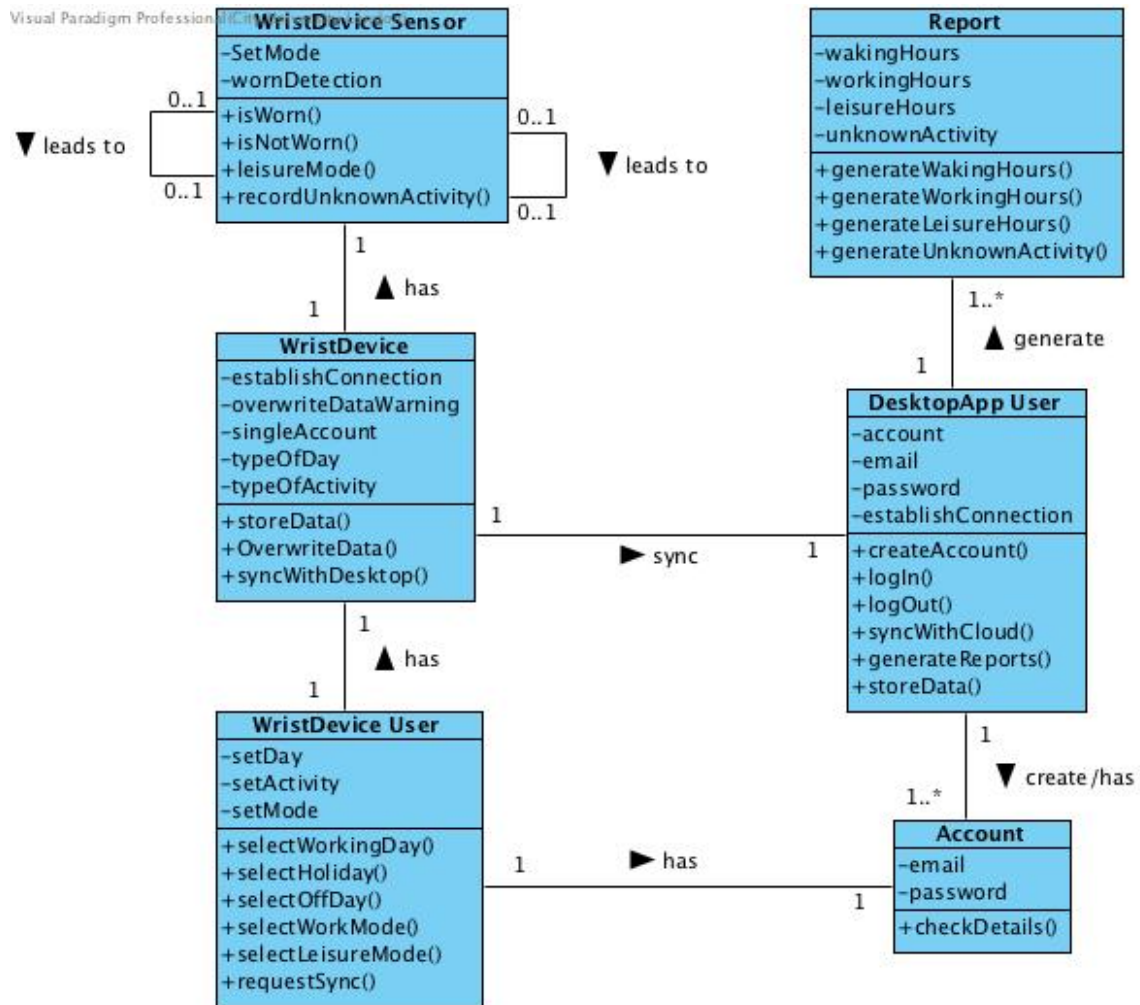 Visual Paradigm Professional
WristDevice Sensor
-SetMode
-wornDetection
+isWorn()
+isNotWorn()
+leisureMode()
+recordUnknownActivity()
0..1
▼ leads to
0..1
0..1
▼ leads to
0..1
1
▲ has
1
WristDevice
-establishConnection
-overwriteDataWarning
-singleAccount
-typeOfDay
-typeOfActivity
+storeData()
+OverwriteData()
+syncWithDesktop()
1
▶ sync
1
1
▲ has
1
WristDevice User
-setDay
-setActivity
-setMode
+selectWorkingDay()
+selectHoliday()
+selectOffDay()
+selectWorkMode()
+selectLeisureMode()
+requestSync()
1
▶ has
1
Report
-wakingHours
-workingHours
-leisureHours
-unknownActivity
+generateWakingHours()
+generateWorkingHours()
+generateLeisureHours()
+generateUnknownActivity()
1..*
▲ generate
1
DesktopApp User
-account
-email
-password
-establishConnection
+createAccount()
+logIn()
+logOut()
+syncWithCloud()
+generateReports()
+storeData()
1
▼ create/has
1..*
Account
-email
-password
+checkDetails()